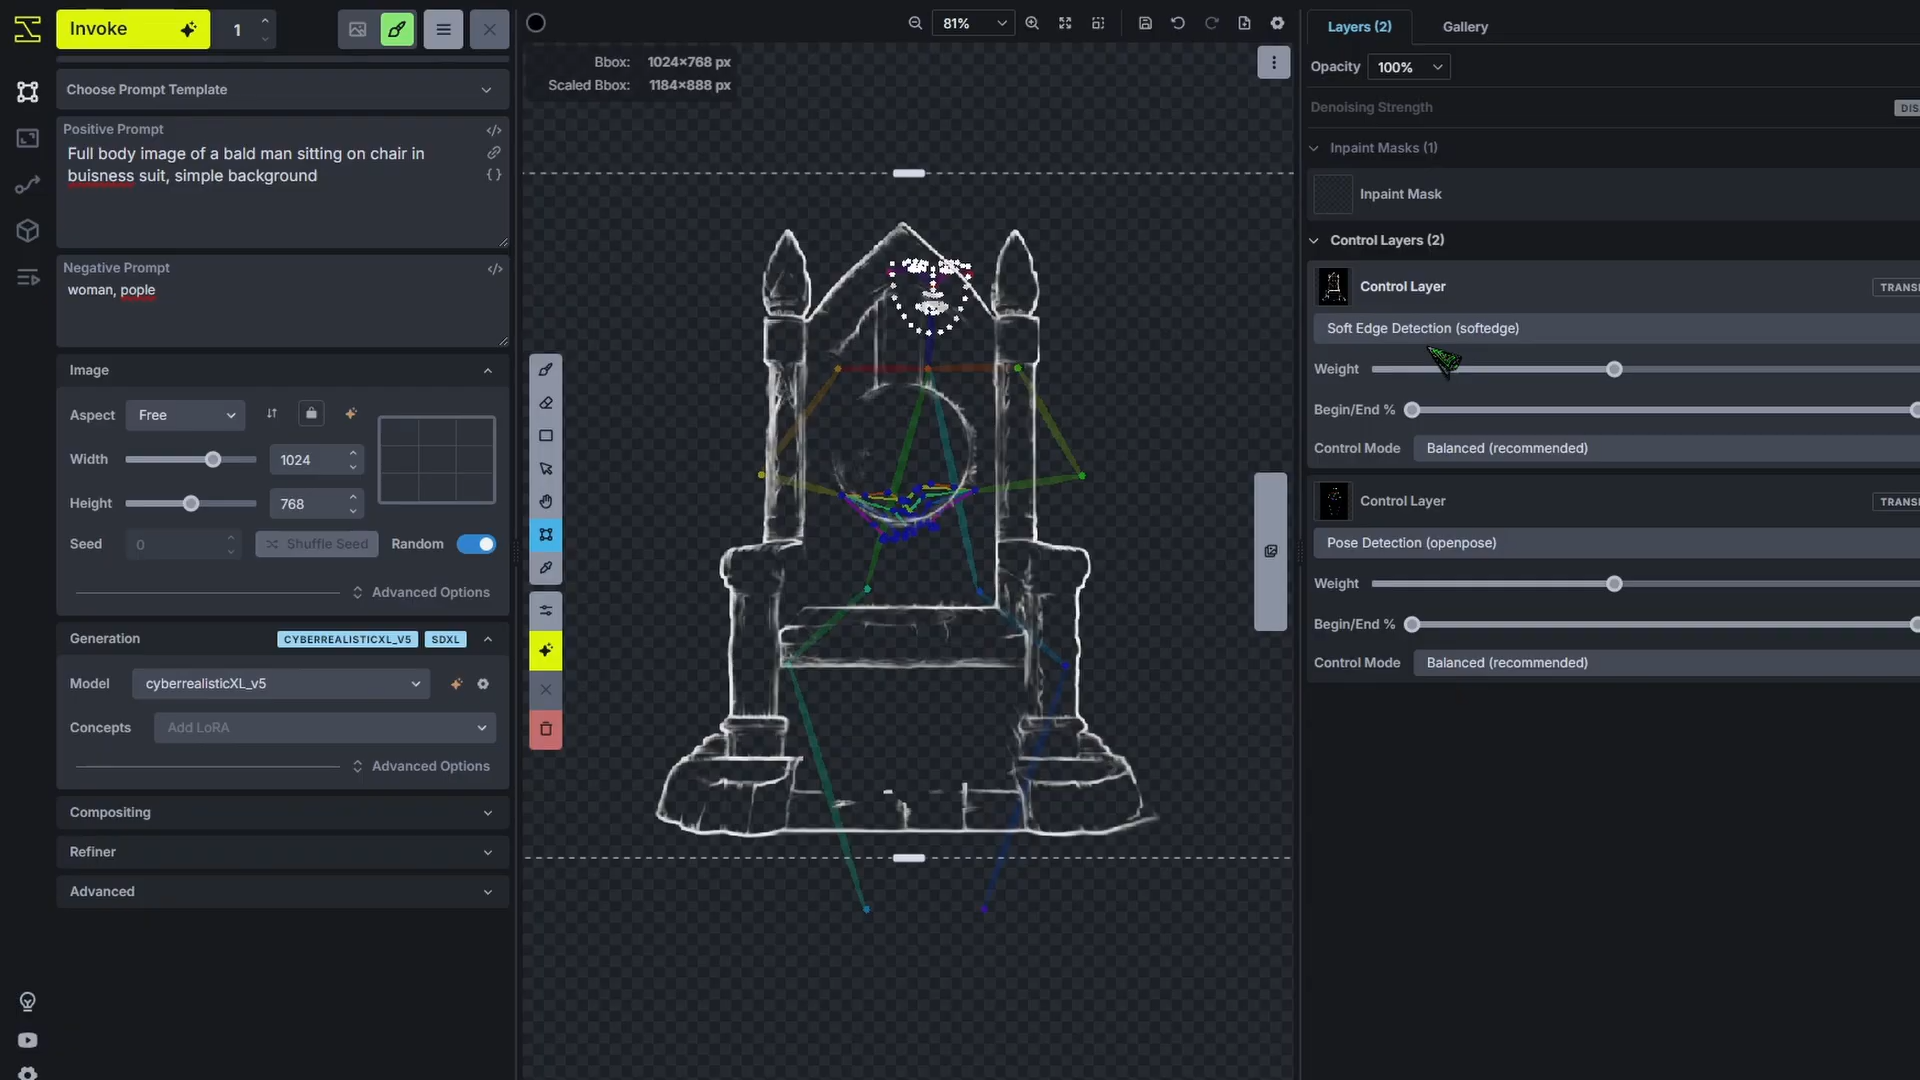 Invoke
1
Choose Prompt Template
Positive Prompt
Full body image of a bald man sitting on chair in
buisness suit, simple background
Negative Prompt
woman, pople
Image
Aspect
Free
Width
1024
Height
768
Seed
0
Shuffle Seed
Random
Advanced Options
Generation
CYBERREALISTICXL_V5
SDXL
Model
cyberrealisticXL_v5
Concepts
Add LoRA
Advanced Options
Compositing
Refiner
Advanced
81%
Bbox: 1024×768 px
Scaled Bbox: 1184×888 px
Layers (2)
Gallery
Opacity
100%
Denoising Strength
DIS
Inpaint Masks (1)
Inpaint Mask
Control Layers (2)
Control Layer
TRANS
Soft Edge Detection (softedge)
Weight
Begin/End %
Control Mode
Balanced (recommended)
Control Layer
TRANS
Pose Detection (openpose)
Weight
Begin/End %
Control Mode
Balanced (recommended)